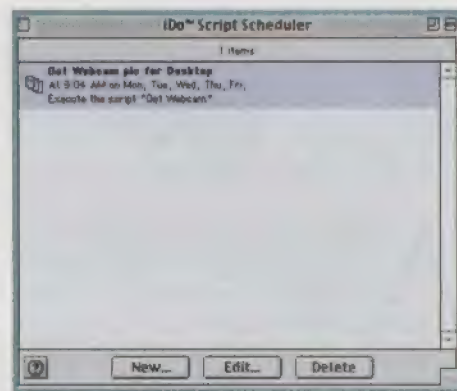 iDo™ Script Scheduler
1 items
Get Webcam pic for Desktop
At 9:04 AM on Mon, Tue, Wed, Thu, Fri,
Execute the script "Get Webcam"
?
New...
Edit...
Delete